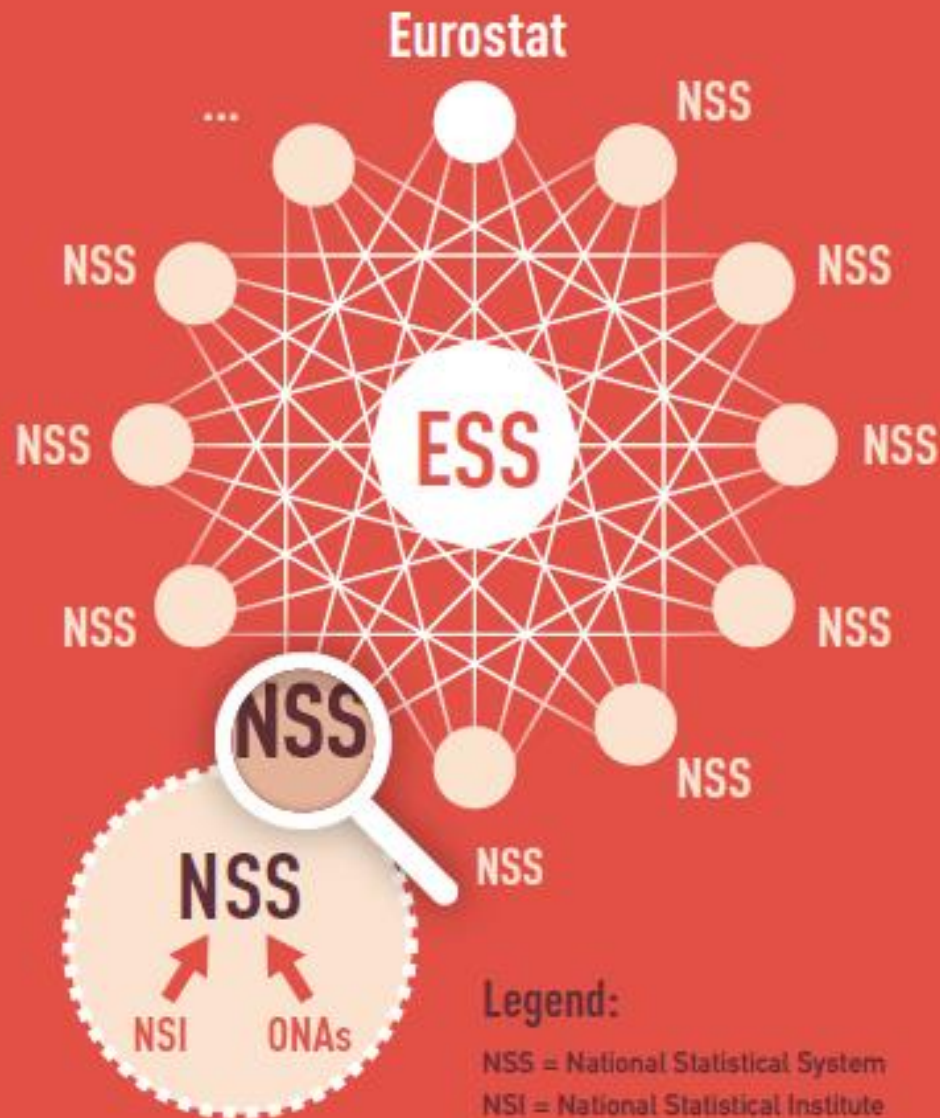 Eurostat
...
NSS
NSS
NSS
NSS
NSS
ESS
NSS
NSS
NSS
NSS
NSS
NSS
NSS
NSI
ONAs
Legend:
NSS = National Statistical System
NSI = National Statistical Institute